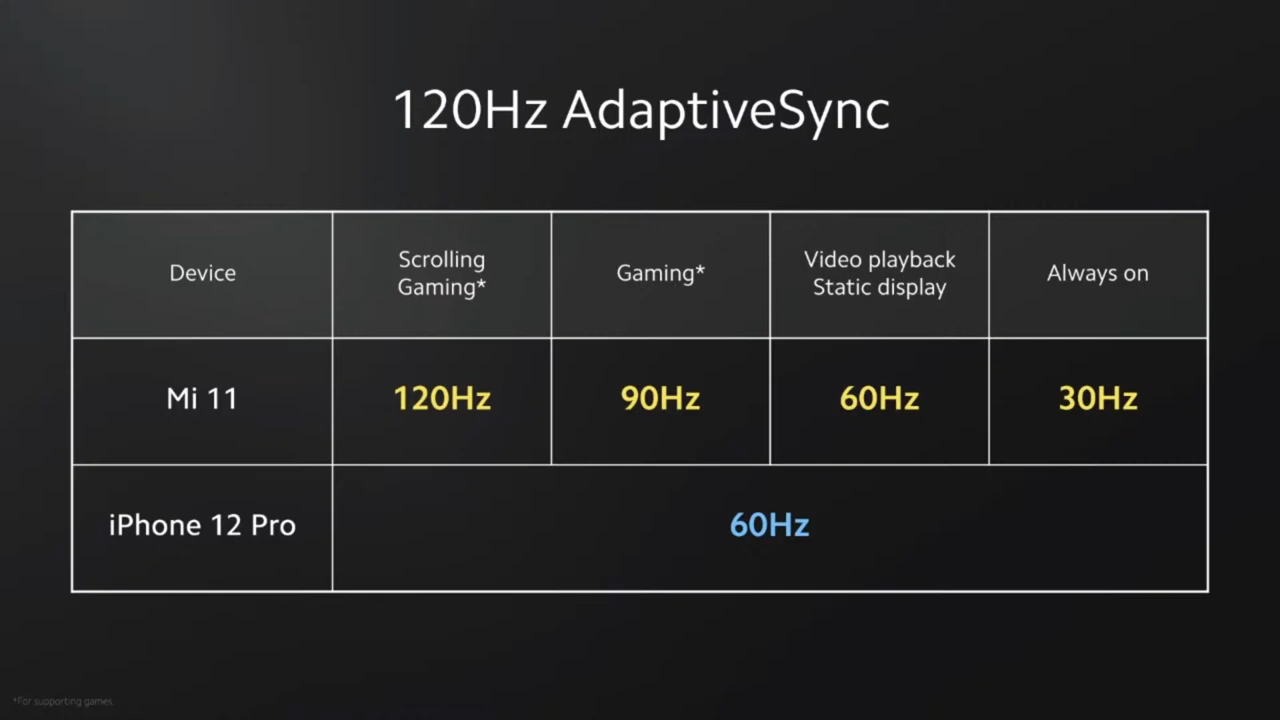 120Hz AdaptiveSync
Device
Scrolling
Gaming*
Gaming*
Video playback
Static display
Always on
Mi 11
120Hz
90Hz
60Hz
30Hz
iPhone 12 Pro
60Hz
*For supporting games.